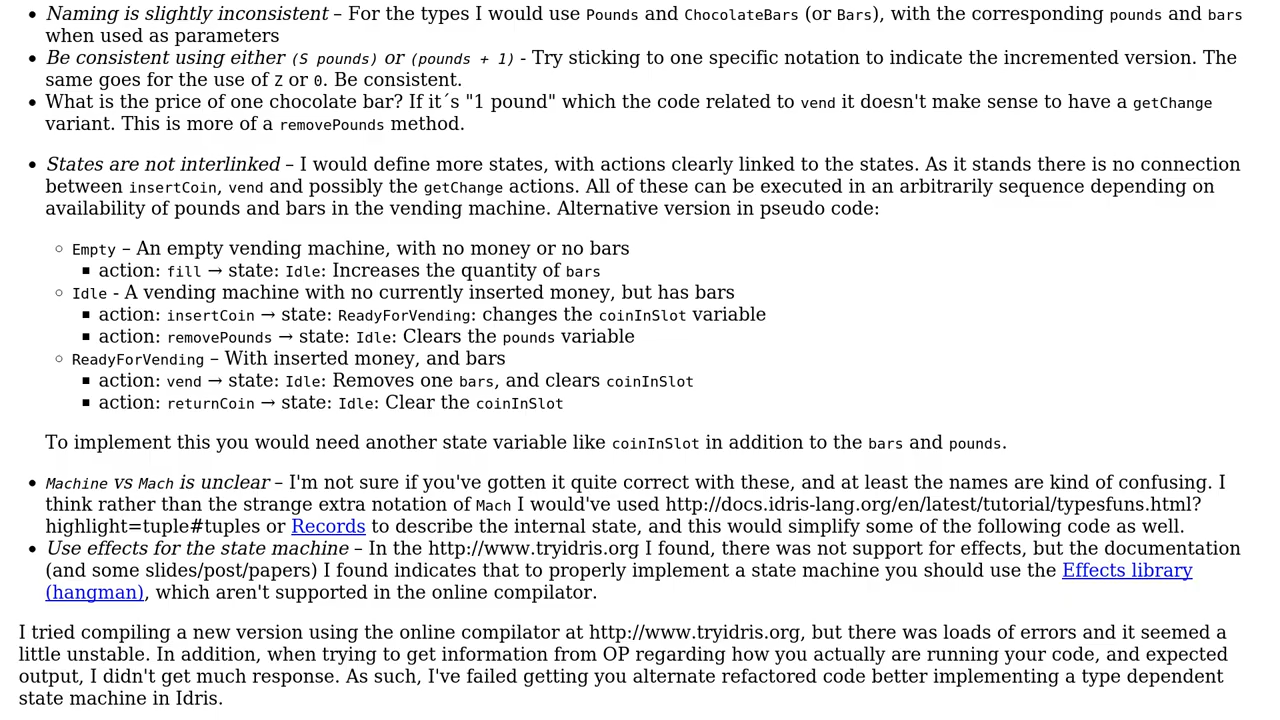 • Naming is slightly inconsistent – For the types I would use Pounds and ChocolateBars (or Bars), with the corresponding pounds and bars
when used as parameters
• Be consistent using either (S pounds) or (pounds + 1) - Try sticking to one specific notation to indicate the incremented version. The
same goes for the use of Z or 0. Be consistent.
• What is the price of one chocolate bar? If it´s "1 pound" which the code related to vend it doesn't make sense to have a getChange
variant. This is more of a removePounds method.
• States are not interlinked – I would define more states, with actions clearly linked to the states. As it stands there is no connection
between insertCoin, vend and possibly the getChange actions. All of these can be executed in an arbitrarily sequence depending on
availability of pounds and bars in the vending machine. Alternative version in pseudo code:
◦ Empty – An empty vending machine, with no money or no bars
▪ action: fill → state: Idle: Increases the quantity of bars
◦ Idle - A vending machine with no currently inserted money, but has bars
▪ action: insertCoin → state: ReadyForVending: changes the coinInSlot variable
▪ action: removePounds → state: Idle: Clears the pounds variable
◦ ReadyForVending – With inserted money, and bars
▪ action: vend → state: Idle: Removes one bars, and clears coinInSlot
▪ action: returnCoin → state: Idle: Clear the coinInSlot
To implement this you would need another state variable like coinInSlot in addition to the bars and pounds.
• Machine vs Mach is unclear – I'm not sure if you've gotten it quite correct with these, and at least the names are kind of confusing. I
think rather than the strange extra notation of Mach I would've used http://docs.idris-lang.org/en/latest/tutorial/typesfuns.html?
highlight=tuple#tuples or Records to describe the internal state, and this would simplify some of the following code as well.
• Use effects for the state machine – In the http://www.tryidris.org I found, there was not support for effects, but the documentation
(and some slides/post/papers) I found indicates that to properly implement a state machine you should use the Effects library
(hangman), which aren't supported in the online compilator.
I tried compiling a new version using the online compilator at http://www.tryidris.org, but there was loads of errors and it seemed a
little unstable. In addition, when trying to get information from OP regarding how you actually are running your code, and expected
output, I didn't get much response. As such, I've failed getting you alternate refactored code better implementing a type dependent
state machine in Idris.